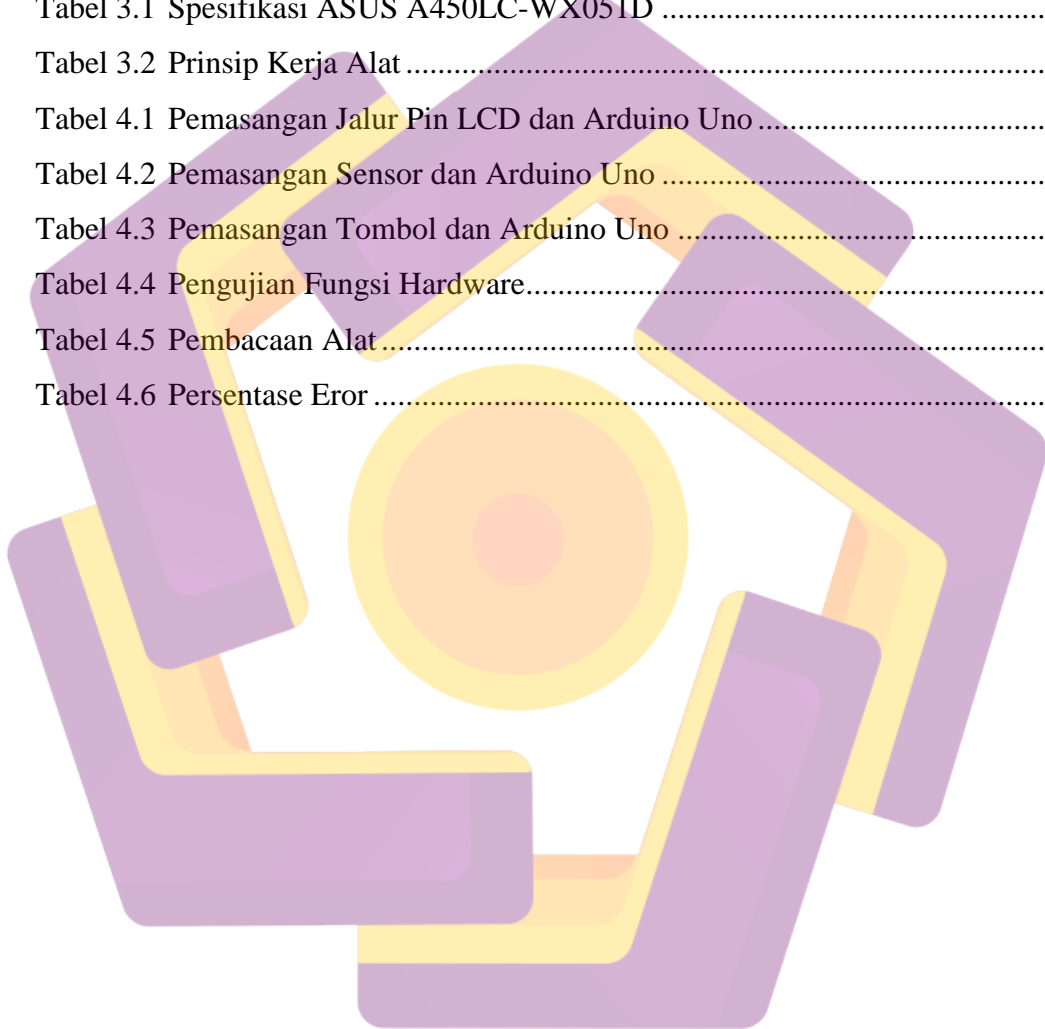 Tabel 3.1 Spesifikasi ASUS A450LC-WX051D ................................................
Tabel 3.2 Prinsip Kerja Alat ................................................................................
Tabel 4.1 Pemasangan Jalur Pin LCD dan Arduino Uno ....................................
Tabel 4.2 Pemasangan Sensor dan Arduino Uno ................................................
Tabel 4.3 Pemasangan Tombol dan Arduino Uno ..............................................
Tabel 4.4 Pengujian Fungsi Hardware.................................................................
Tabel 4.5 Pembacaan Alat ...................................................................................
Tabel 4.6 Persentase Eror ....................................................................................